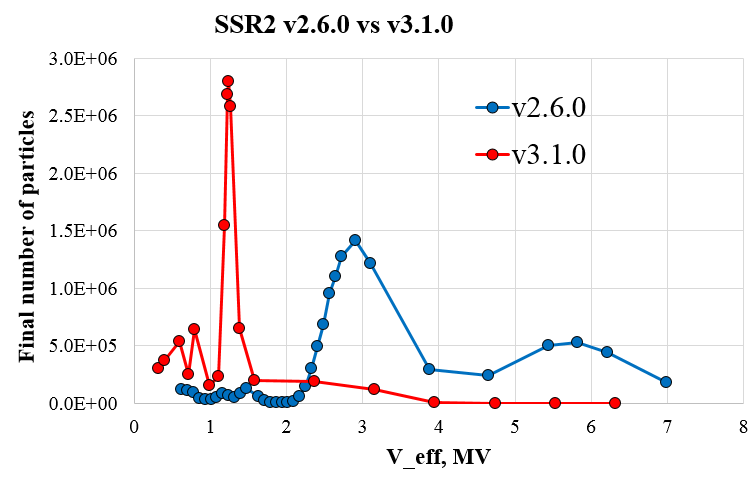 SSR2 v2.6.0 vs v3.1.0
3.0E+06
2.5E+06
2.0E+06
1.5E+06
1.0E+06
5.0E+05
0.0E+00
Final number of particles
v2.6.0
v3.1.0
0 1 2 3 4 5 6 7 8
V_eff, MV